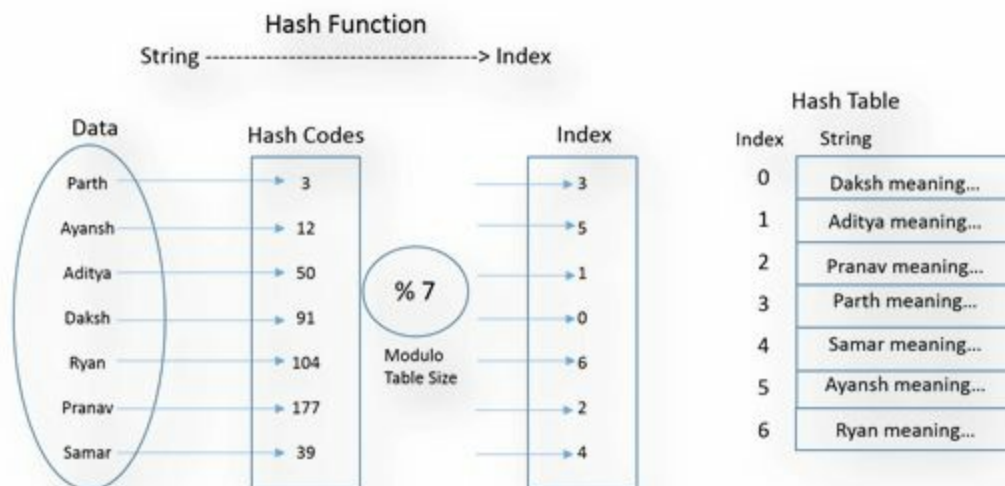 Hash Function
String ----------------------------> Index
Data
Hash Codes
Index
Parth 3 3
Ayansh 12 5
Aditya 50 1
Daksh 91 0
Ryan 104 6
Pranav 177 2
Samar 39 4
% 7
Modulo
Table Size
Hash Table
Index String
0 Daksh meaning...
1 Aditya meaning...
2 Pranav meaning...
3 Parth meaning...
4 Samar meaning...
5 Ayansh meaning...
6 Ryan meaning...